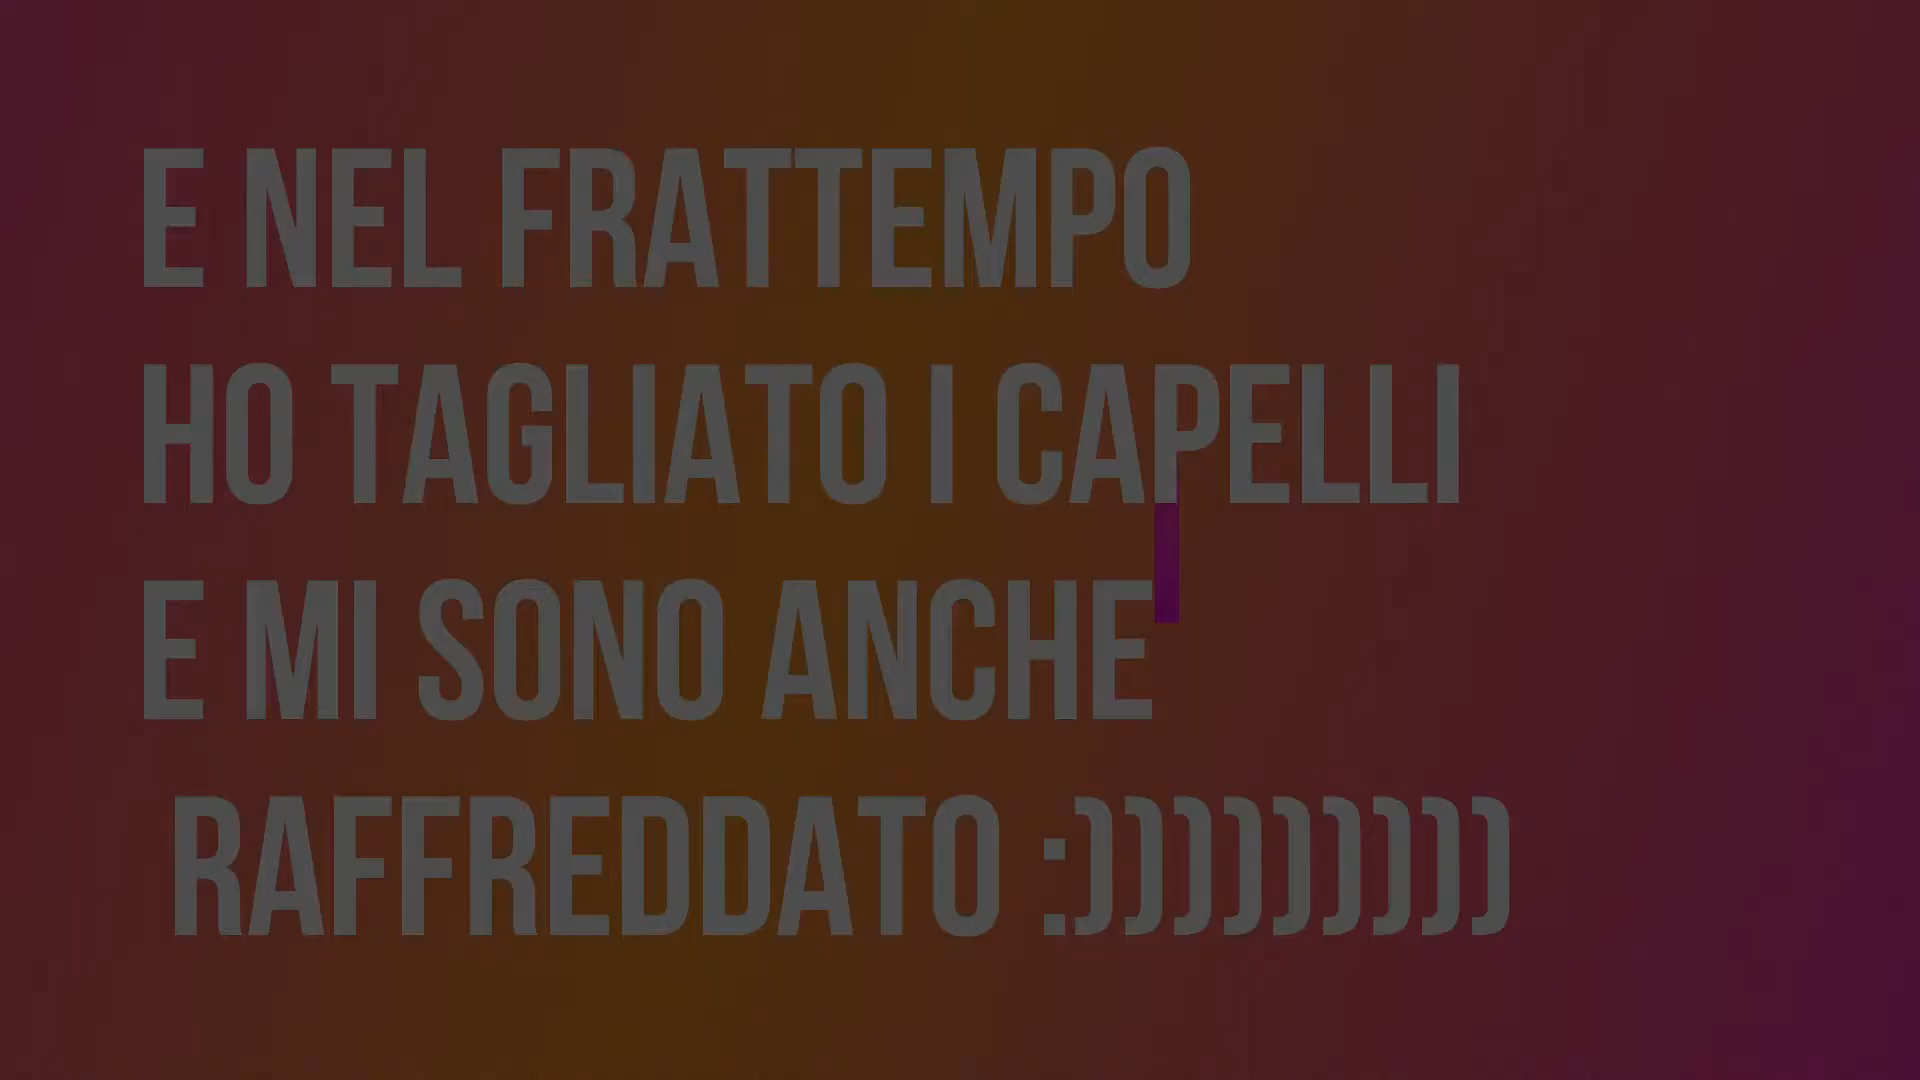 E NEL FRATTEMPO
HO TAGLIATO I CAPELLI
E MI SONO ANCHE
RAFFREDDATO :)))))))))